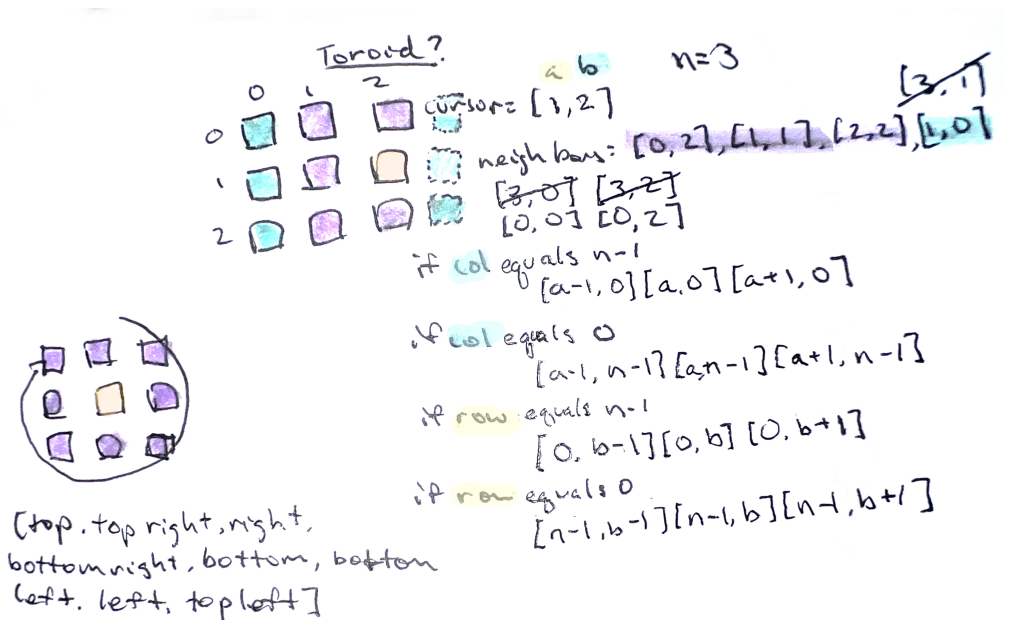 Toroid?
a b
n=3
[3, 1]
0 1 2
0
cursor= [1,2]
1
neighbors: [0,2],[1,1],[2,2],[1,0]
[3,0] [3,2]
[0,0] [0,2]
2
if col equals n-1
[a-1, 0][a,0][a+1, 0]
if col equals 0
[a-1, n-1][a,n-1][a+1, n-1]
if row equals n-1
[0, b-1][0, b] [0, b+1]
if row equals 0
[n-1, b-1][n-1, b][n-1, b+1]
[top, top right, right,
bottom right, bottom, bottom
left, left, top left]